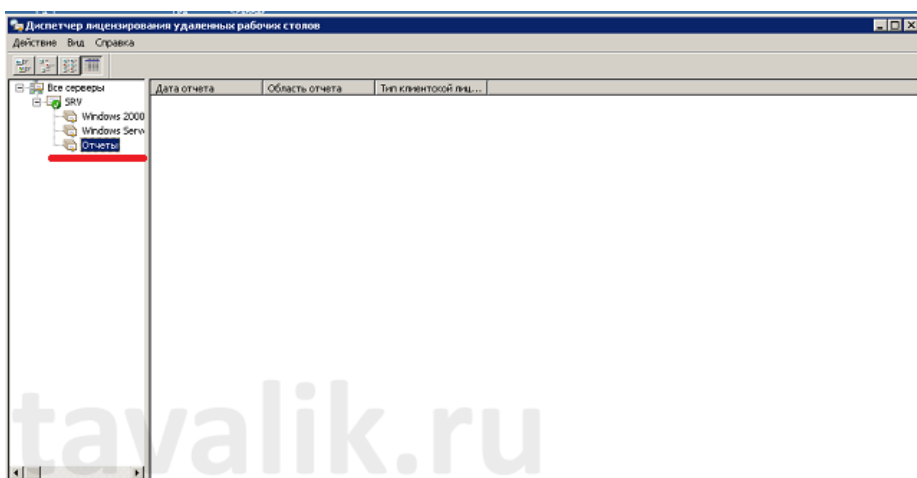 Диспетчер лицензирования удаленных рабочих столов
Действие Вид Справка
Все серверы
Дата отчета Область отчета Тип клиентской лиц...
SRV
Windows 2000
Windows Serv
Отчеты
tavalik.ru